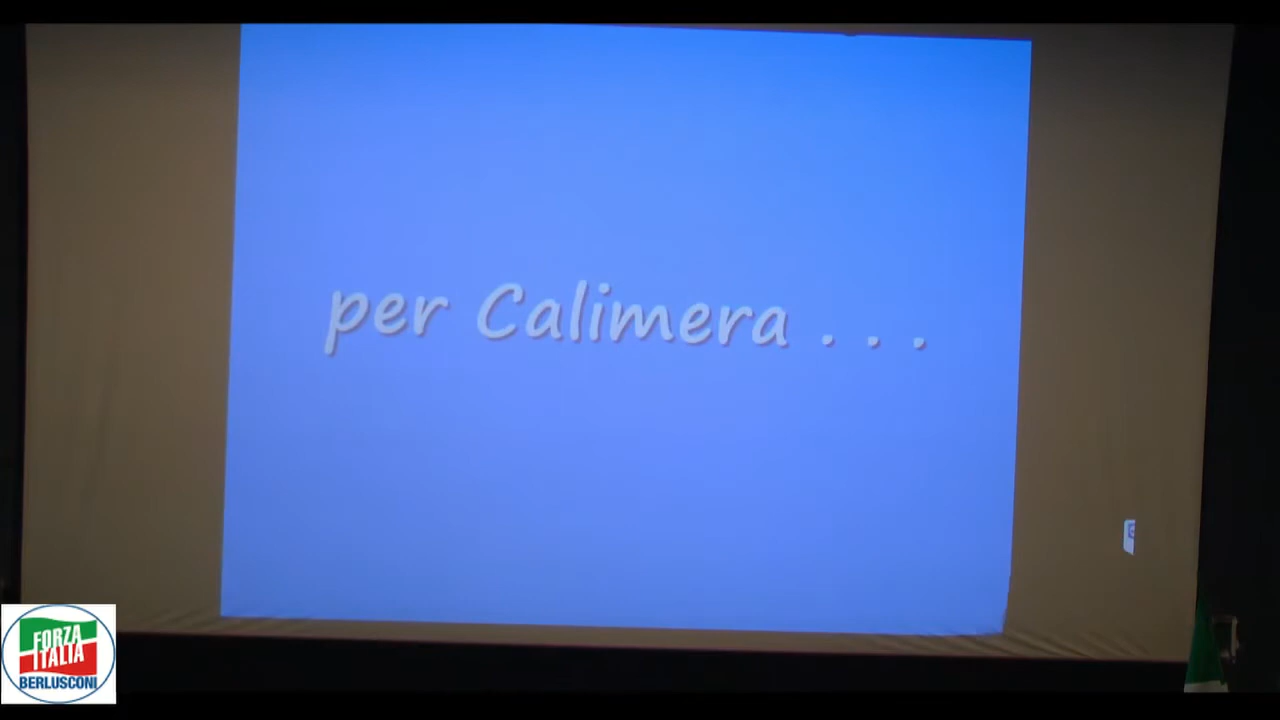 per Calimera . . .
FORZA
ITALIA
BERLUSCONI